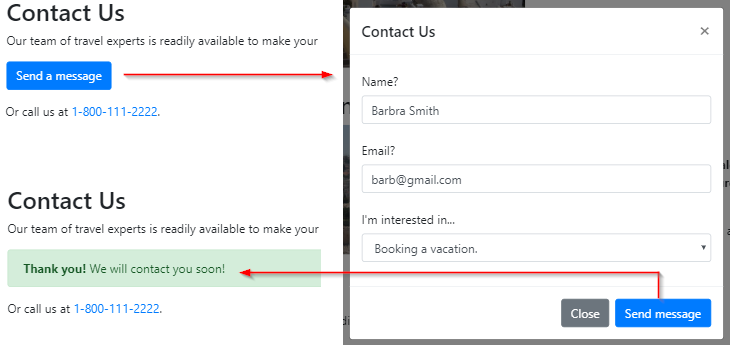 Contact Us
Our team of travel experts is readily available to make your
Send a message
Or call us at 1-800-111-2222.
Contact Us
Our team of travel experts is readily available to make your
Thank you! We will contact you soon!
Or call us at 1-800-111-2222.
Contact Us ×
Name?
Barbra Smith
Email?
barb@gmail.com
I'm interested in...
Booking a vacation.
Close Send message